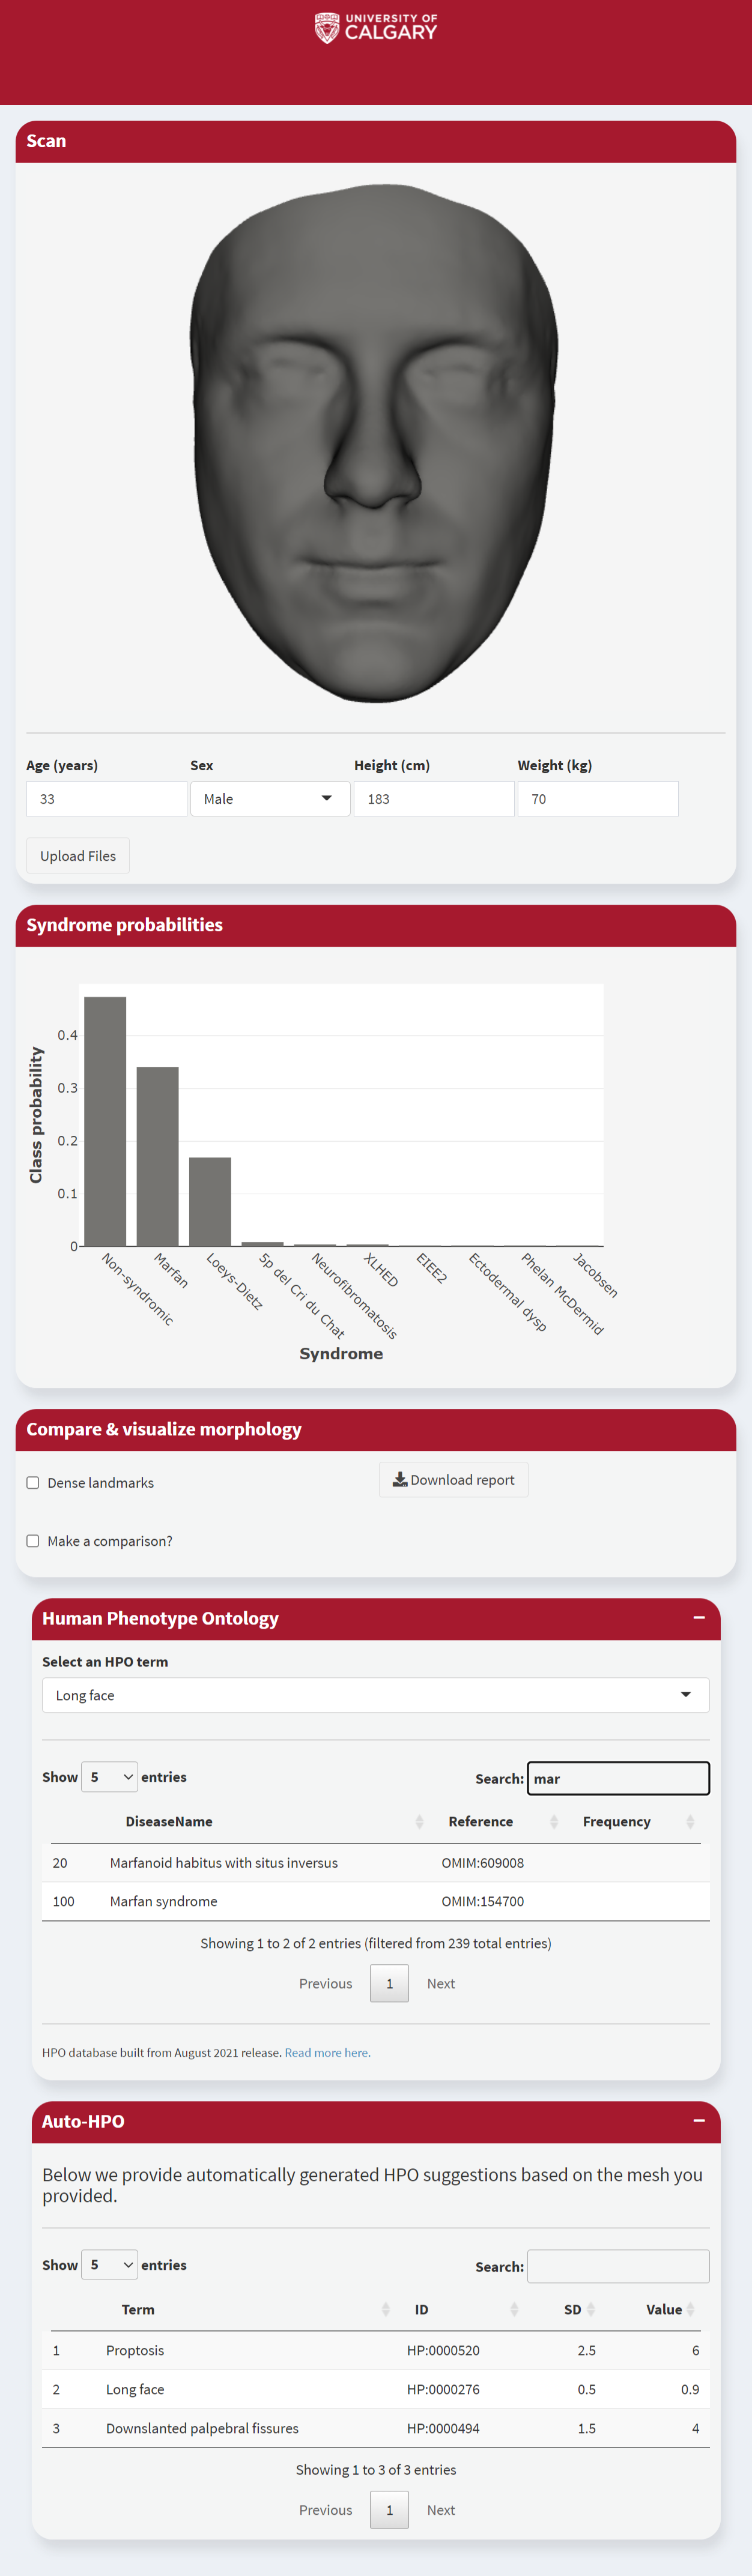 UNIVERSITY OF
CALGARY
Scan
Age (years) Sex Height (cm) Weight (kg)
33 Male 183 70
Upload Files
Syndrome probabilities
Class probability
0.4
0.3
0.2
0.1
0
Non-syndromic Marfan Loeys-Dietz 5p del Cri du Chat Neurofibromatosis XLHED EIEE2 Ectodermal dysp Phelan McDermid Jacobsen
Syndrome
Compare & visualize morphology
Dense landmarks Download report
Make a comparison?
Human Phenotype Ontology
Select an HPO term
Long face
Show 5 entries Search: mar
DiseaseName Reference Frequency
20 Marfanoid habitus with situs inversus OMIM:609008
100 Marfan syndrome OMIM:154700
Showing 1 to 2 of 2 entries (filtered from 239 total entries)
Previous 1 Next
HPO database built from August 2021 release. Read more here.
Auto-HPO
Below we provide automatically generated HPO suggestions based on the mesh you
provided.
Show 5 entries Search:
Term ID SD Value
1 Proptosis HP:0000520 2.5 6
2 Long face HP:0000276 0.5 0.9
3 Downslanted palpebral fissures HP:0000494 1.5 4
Showing 1 to 3 of 3 entries
Previous 1 Next